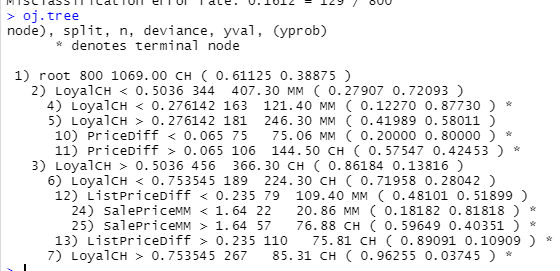 Misclassification error rate: 0.1612 = 129 / 800
> oj.tree
node), split, n, deviance, yval, (yprob)
      * denotes terminal node

 1) root 800 1069.00 CH ( 0.61125 0.38875 )
   2) LoyalCH < 0.5036 344  407.30 MM ( 0.27907 0.72093 )
     4) LoyalCH < 0.276142 163  121.40 MM ( 0.12270 0.87730 ) *
     5) LoyalCH > 0.276142 181  246.30 MM ( 0.41989 0.58011 )
      10) PriceDiff < 0.065 75   75.06 MM ( 0.20000 0.80000 ) *
      11) PriceDiff > 0.065 106  144.50 CH ( 0.57547 0.42453 ) *
   3) LoyalCH > 0.5036 456  366.30 CH ( 0.86184 0.13816 )
     6) LoyalCH < 0.753545 189  224.30 CH ( 0.71958 0.28042 )
      12) ListPriceDiff < 0.235 79  109.40 MM ( 0.48101 0.51899 )
        24) SalePriceMM < 1.64 22   20.86 MM ( 0.18182 0.81818 ) *
        25) SalePriceMM > 1.64 57   76.88 CH ( 0.59649 0.40351 ) *
      13) ListPriceDiff > 0.235 110   75.81 CH ( 0.89091 0.10909 ) *
     7) LoyalCH > 0.753545 267   85.31 CH ( 0.96255 0.03745 ) *
>